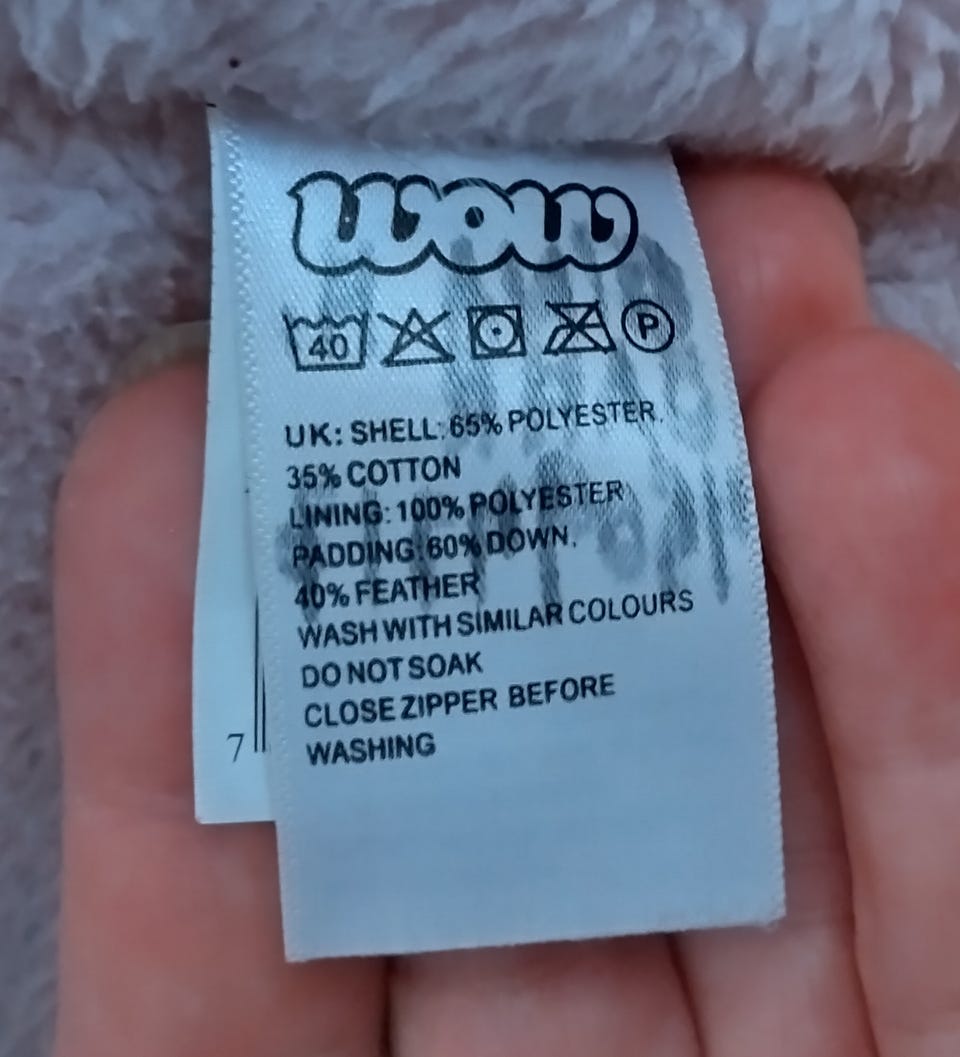 wow
40 P
UK: SHELL: 65% POLYESTER.
35% COTTON
LINING: 100% POLYESTER
PADDING: 60% DOWN.
40% FEATHER
WASH WITH SIMILAR COLOURS
DO NOT SOAK
CLOSE ZIPPER BEFORE
WASHING
7